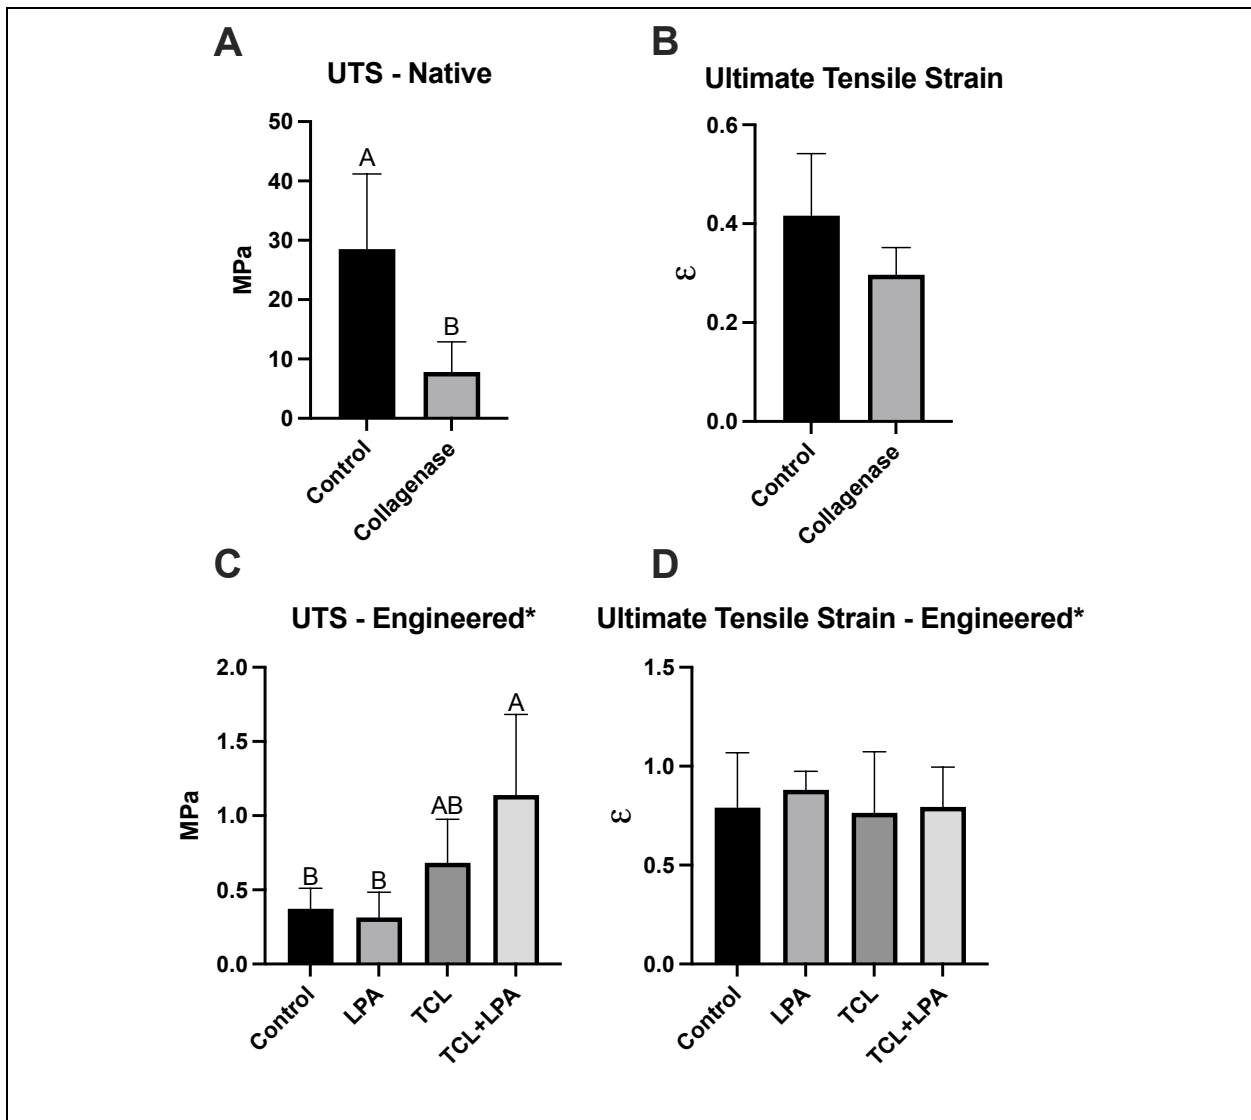 A
UTS - Native
50
40
30
20
10
0
MPa
A
B
Control
Collagenase
B
Ultimate Tensile Strain
0.6
0.4
0.2
0.0
ε
Control
Collagenase
C
UTS - Engineered*
2.0
1.5
1.0
0.5
0.0
MPa
B
B
AB
A
Control
LPA
TCL
TCL+LPA
D
Ultimate Tensile Strain - Engineered*
1.5
1.0
0.5
0.0
ε
Control
LPA
TCL
TCL+LPA